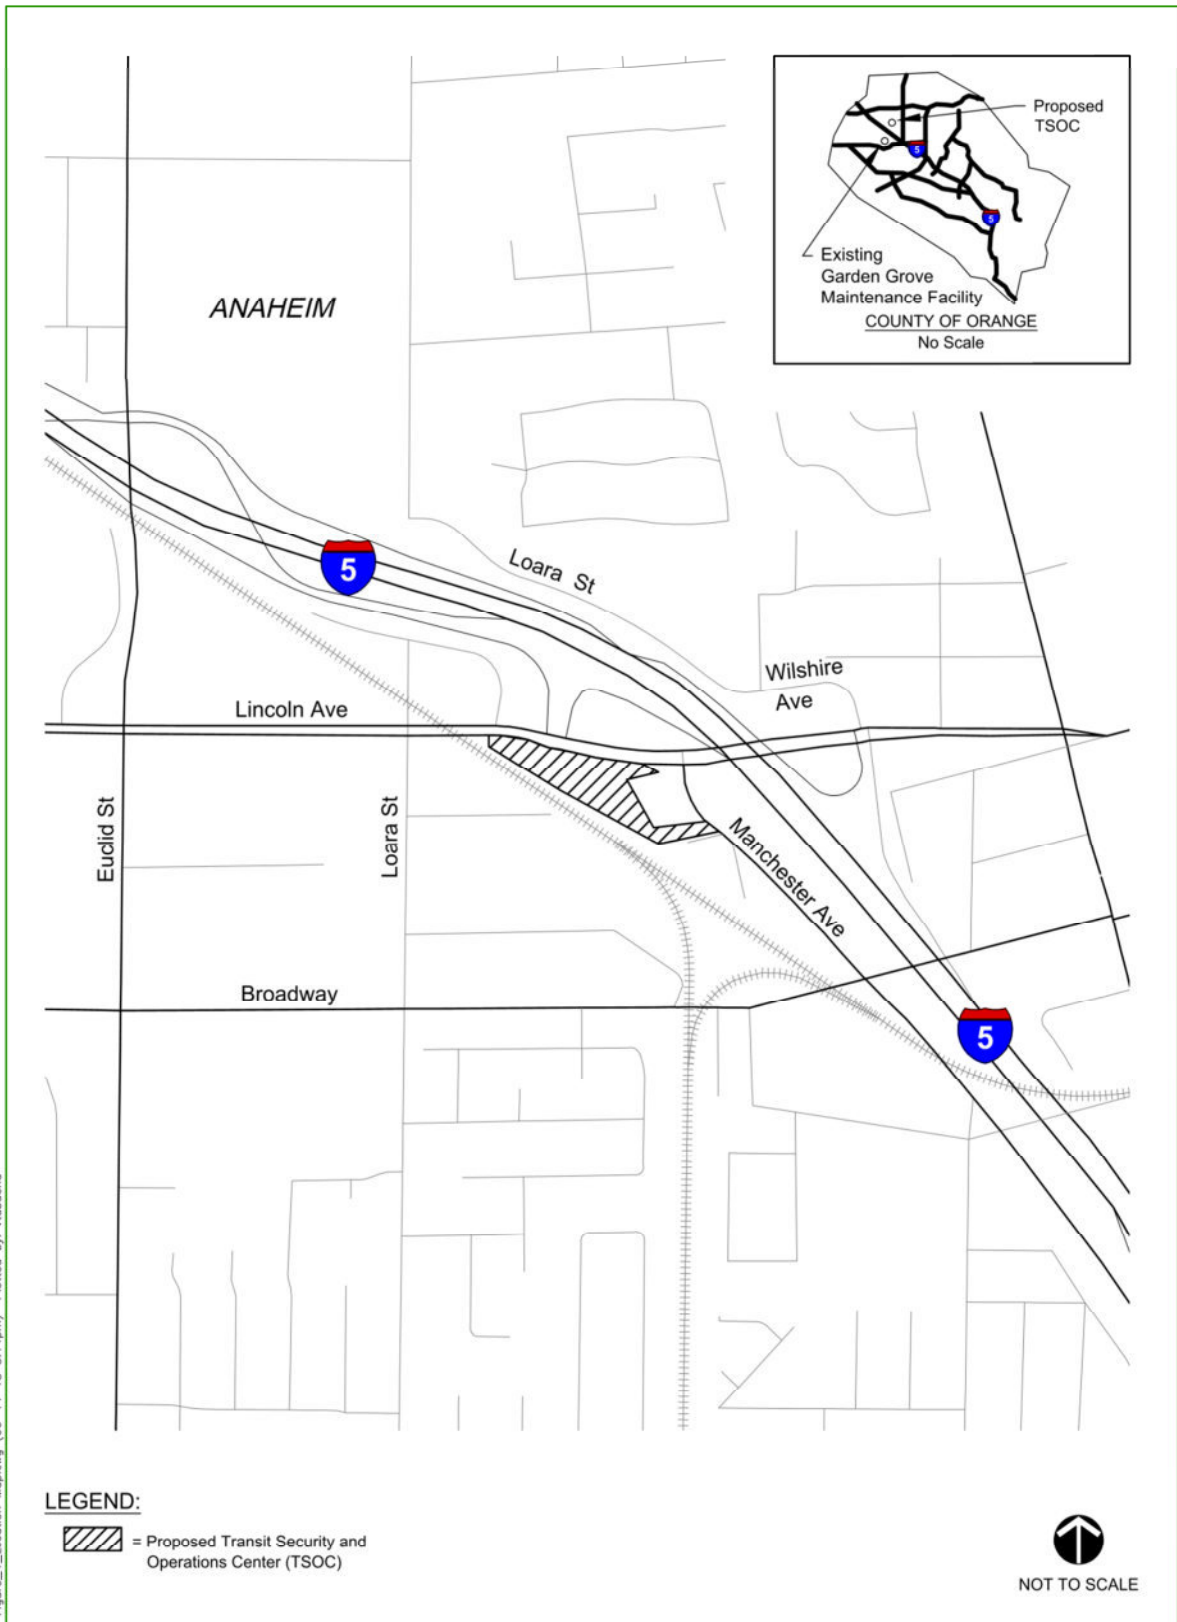 Proposed
TSOC
5
5
Existing
Garden Grove
Maintenance Facility
COUNTY OF ORANGE
No Scale
ANAHEIM
5
Loara St
Wilshire
Ave
Lincoln Ave
Euclid St
Loara St
Manchester Ave
Broadway
5
LEGEND:
= Proposed Transit Security and
Operations Center (TSOC)
NOT TO SCALE